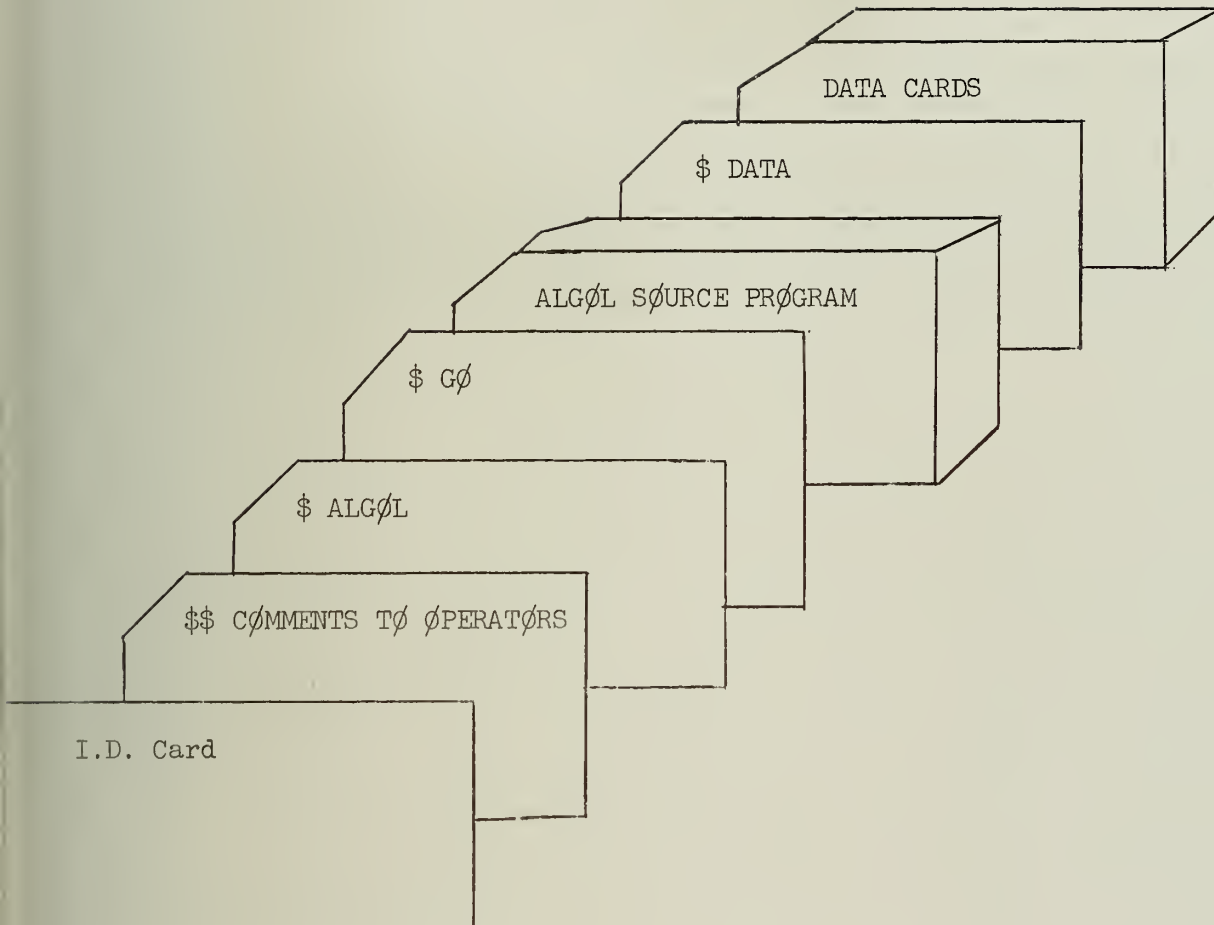 DATA CARDS
$ DATA
ALGØL SØURCE PRØGRAM
$ GØ
$ ALGØL
$$ CØMMENTS TØ ØPERATØRS
I.D. Card